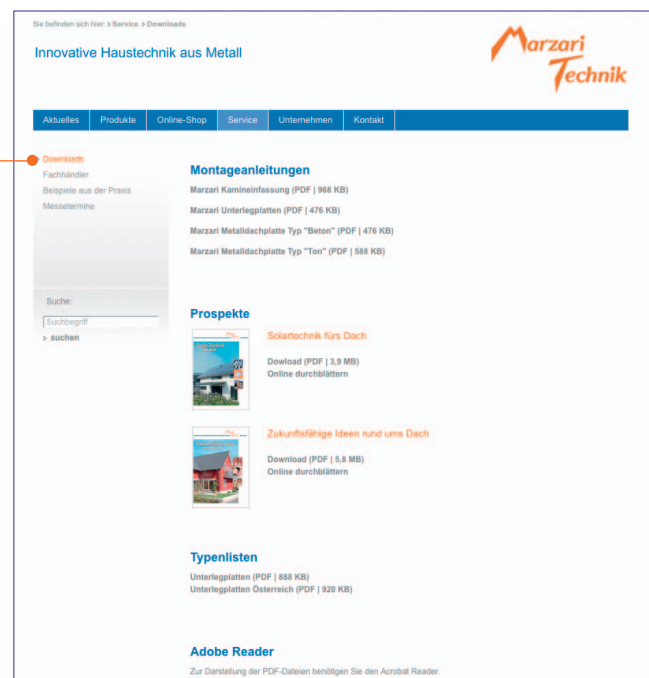 Sie befinden sich hier: > Service > Downloads
Innovative Haustechnik aus Metall
Marzari
Technik
Aktuelles Produkte Online-Shop Service Unternehmen Kontakt
Downloads
Fachhändler
Beispiele aus der Praxis
Messetermine
Suche:
Suchbegriff
> suchen
Montageanleitungen
Marzari Kamineinfassung (PDF | 968 KB)
Marzari Unterlegplatten (PDF | 476 KB)
Marzari Metalldachplatte Typ "Beton" (PDF | 476 KB)
Marzari Metalldachplatte Typ "Ton" (PDF | 588 KB)
Prospekte
Solartechnik fürs Dach
Dowload (PDF | 3,9 MB)
Online durchblättern
Zukunftsfähige Ideen rund ums Dach
Download (PDF | 5,8 MB)
Online durchblättern
Typenlisten
Unterlegplatten (PDF | 888 KB)
Unterlegplatten Österreich (PDF | 920 KB)
Adobe Reader
Zur Darstellung der PDF-Dateien benötigen Sie den Acrobat Reader.